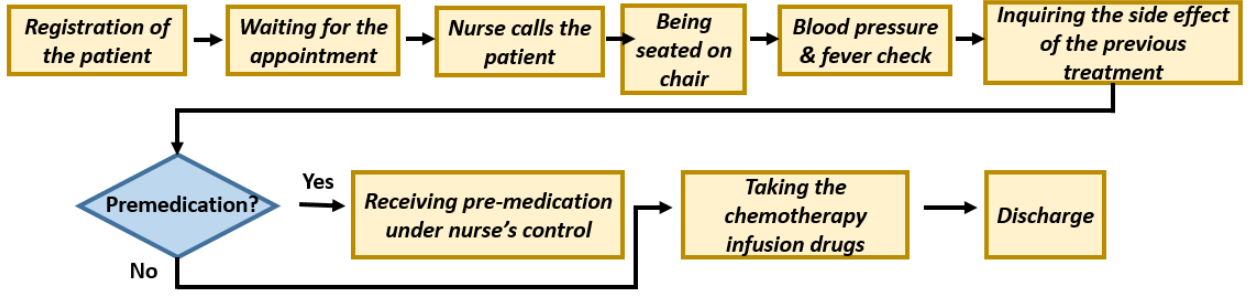 Registration of
the patient
Waiting for the
appointment
Nurse calls the
patient
Being
seated on
chair
Blood pressure
& fever check
Inquiring the side effect
of the previous
treatment
Premedication?
Yes
No
Receiving pre-medication
under nurse's control
Taking the
chemotherapy
infusion drugs
Discharge